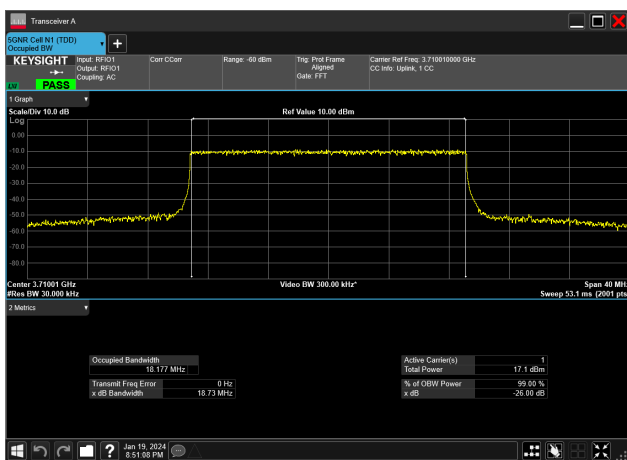 Transceiver A
5GNR Cell N1 (TDD)
Occupied BW
KEYSIGHT
PASS
Input: RFIO1
Output: RFIO1
Coupling: AC
Corr CCorr
Range: -60 dBm
Trig: Prot Frame
Aligned
Gate: FFT
Carrier Ref Freq: 3.710010000 GHz
CC Info: Uplink, 1 CC
1 Graph
Scale/Div 10.0 dB
Ref Value 10.00 dBm
Log
0.00
-10.0
-20.0
-30.0
-40.0
-50.0
-60.0
-70.0
-80.0
Center 3.71001 GHz
Video BW 300.00 kHz*
Span 40 MH
#Res BW 30.000 kHz
Sweep 53.1 ms (2001 pts
2 Metrics
Occupied Bandwidth
18.177 MHz
Active Carrier(s) 1
Total Power 17.1 dBm
Transmit Freq Error 0 Hz
x dB Bandwidth 18.73 MHz
% of OBW Power 99.00 %
x dB -26.00 dB
Jan 19, 2024
8:51:08 PM